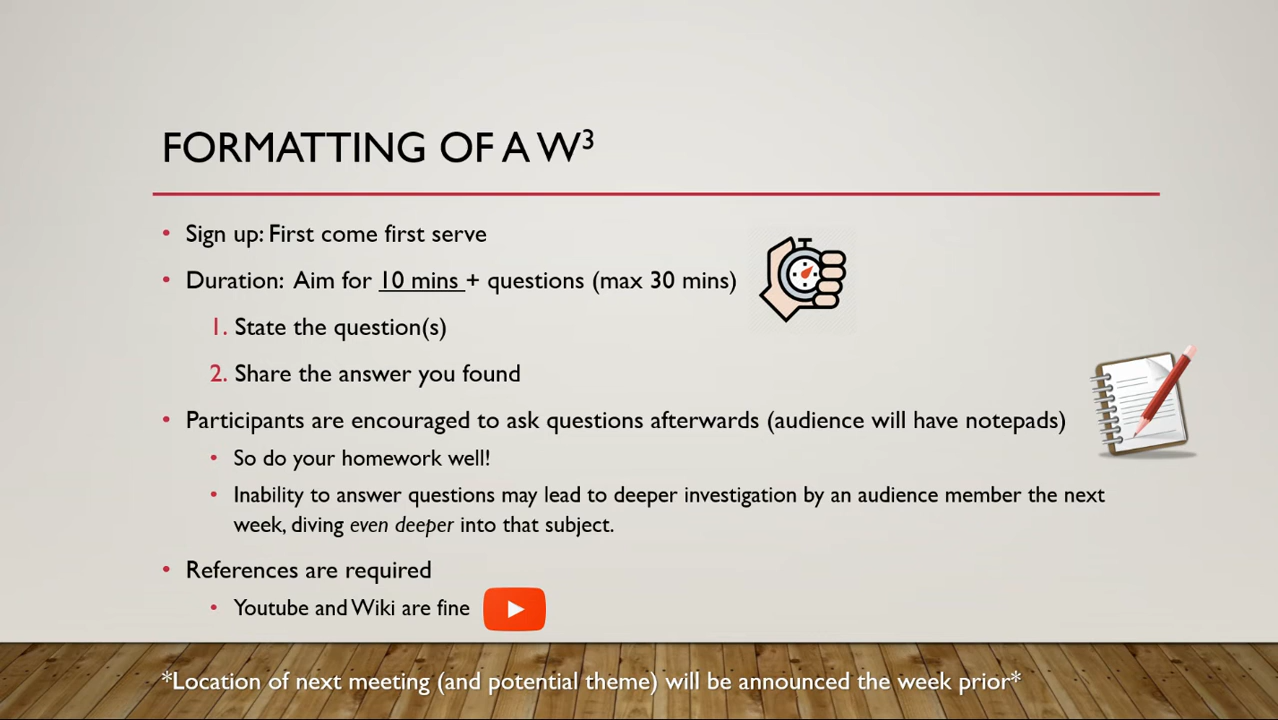 FORMATTING OF A W³
• Sign up: First come first serve
• Duration: Aim for 10 mins + questions (max 30 mins)
1. State the question(s)
2. Share the answer you found
• Participants are encouraged to ask questions afterwards (audience will have notepads)
• So do your homework well!
• Inability to answer questions may lead to deeper investigation by an audience member the next
week, diving even deeper into that subject.
• References are required
• Youtube and Wiki are fine
*Location of next meeting (and potential theme) will be announced the week prior*